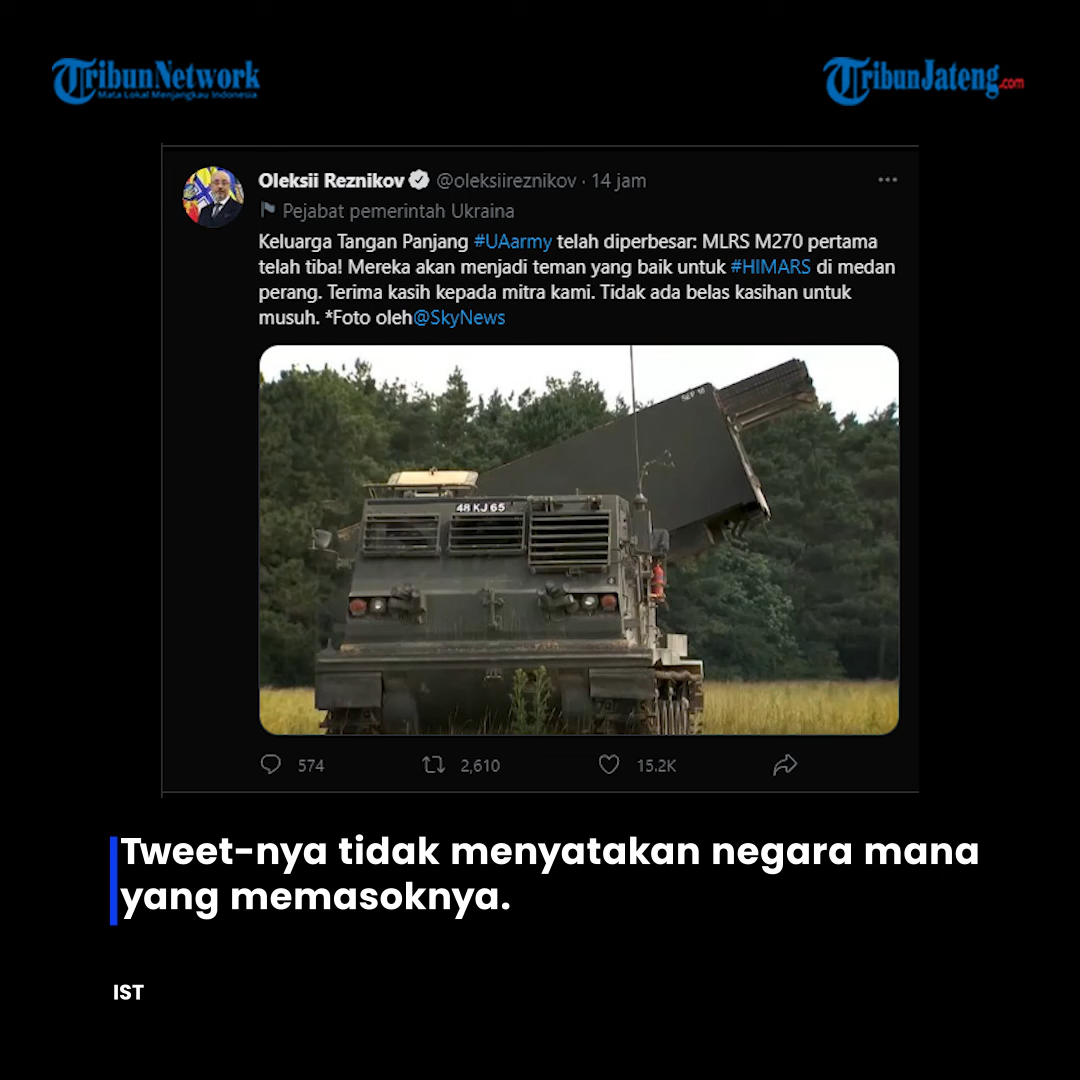 TribunNetwork
Mata Lokal Menjangkau Indonesia
TribunJateng.com
Oleksii Reznikov @oleksiireznikov · 14 jam
Pejabat pemerintah Ukraina
Keluarga Tangan Panjang #UAarmy telah diperbesar: MLRS M270 pertama
telah tiba! Mereka akan menjadi teman yang baik untuk #HIMARS di medan
perang. Terima kasih kepada mitra kami. Tidak ada belas kasihan untuk
musuh. *Foto oleh@SkyNews
48 KJ 65
574 2,610 15.2K
Tweet-nya tidak menyatakan negara mana
yang memasoknya.
IST